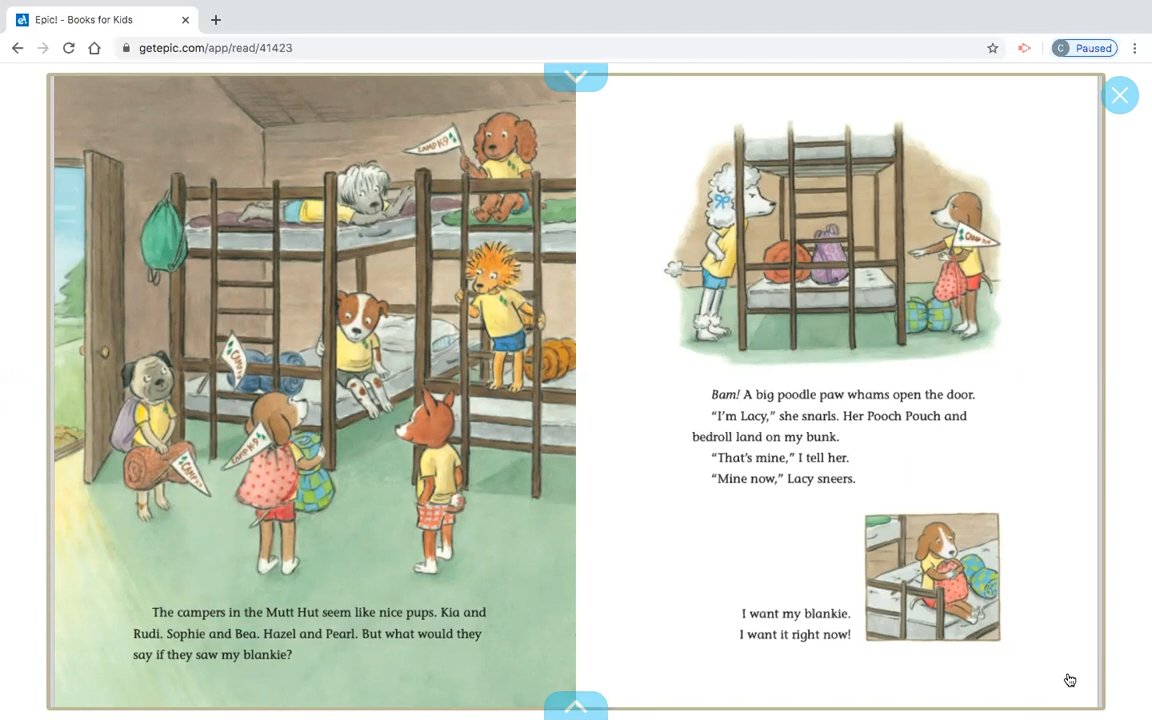 Epic! - Books for Kids
getepic.com/app/read/41423
C Paused
CAMP K9
CAMP K9
The campers in the Mutt Hut seem like nice pups. Kia and
Rudi. Sophie and Bea. Hazel and Pearl. But what would they
say if they saw my blankie?
Bam! A big poodle paw whams open the door.
“I’m Lacy,” she snarls. Her Pooch Pouch and
bedroll land on my bunk.
“That’s mine,” I tell her.
“Mine now,” Lacy sneers.
I want my blankie.
I want it right now!